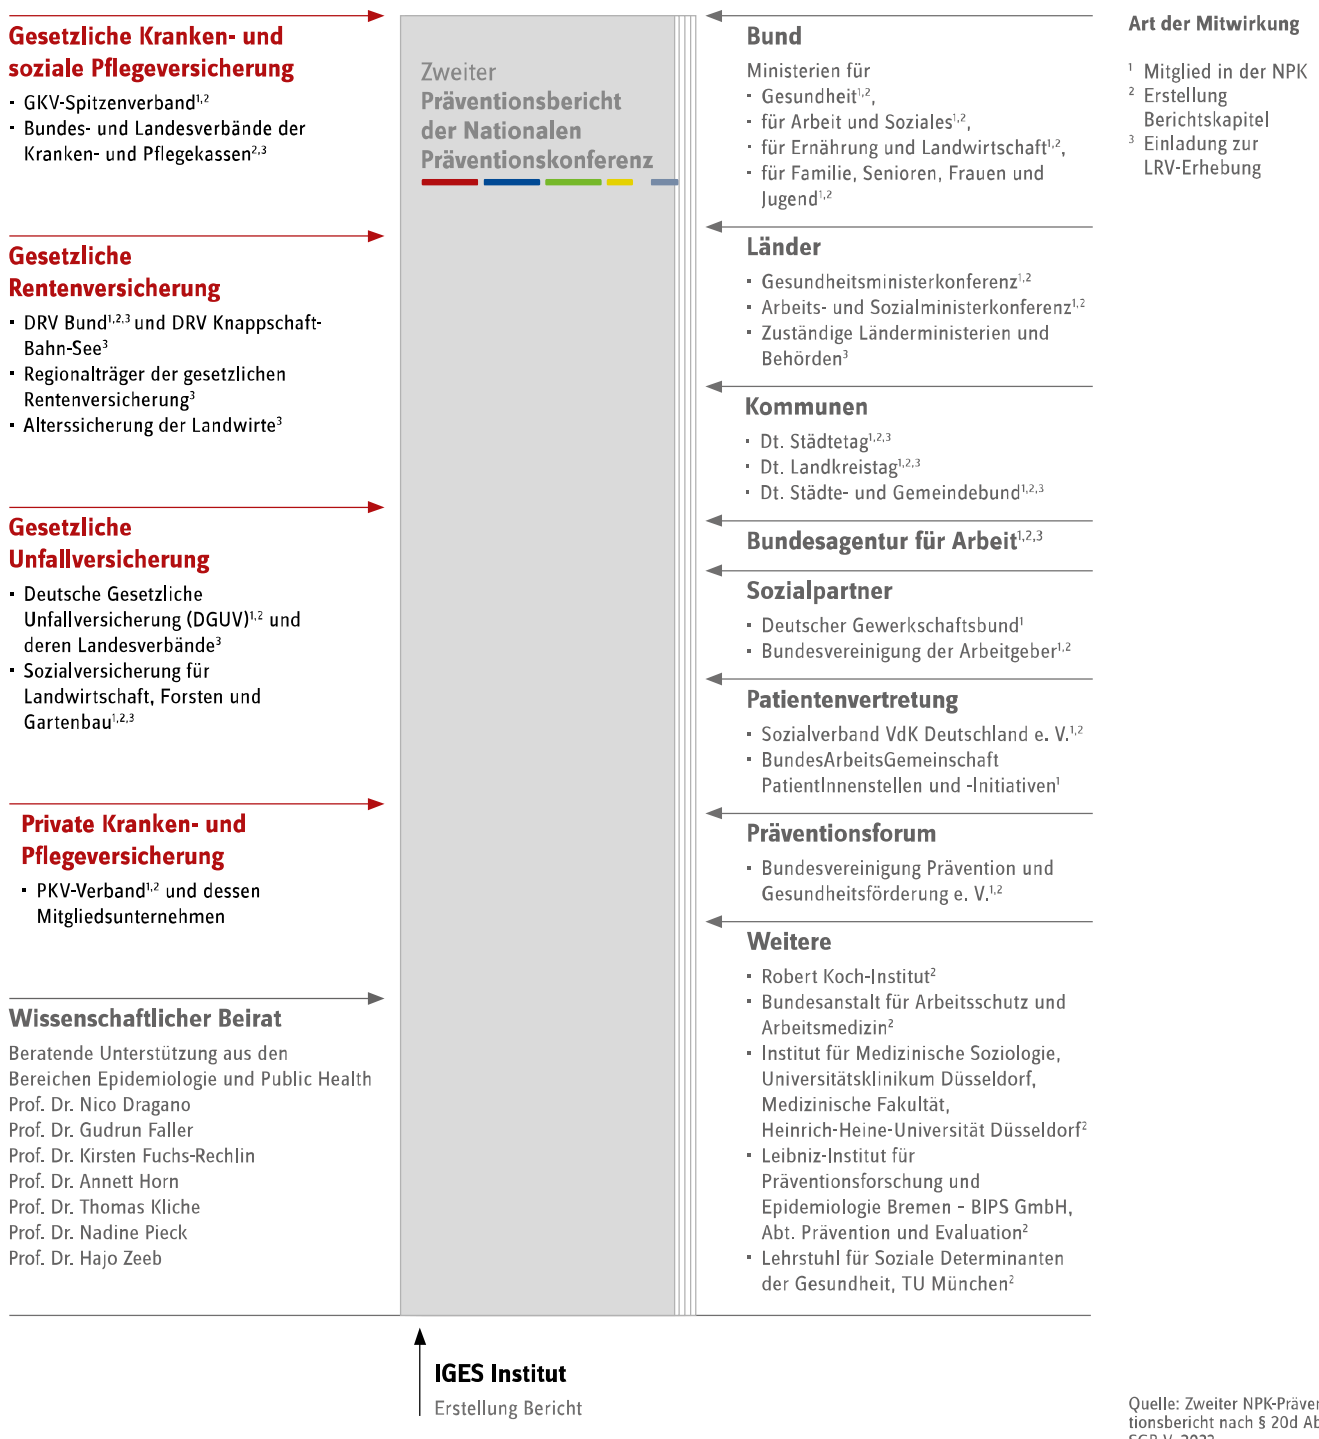 Gesetzliche Kranken- und
soziale Pflegeversicherung
▪ GKV-Spitzenverband¹,²
▪ Bundes- und Landesverbände der
Kranken- und Pflegekassen²,³
Gesetzliche
Rentenversicherung
▪ DRV Bund¹,²,³ und DRV Knappschaft-
Bahn-See³
▪ Regionalträger der gesetzlichen
Rentenversicherung³
▪ Alterssicherung der Landwirte³
Gesetzliche
Unfallversicherung
▪ Deutsche Gesetzliche
Unfallversicherung (DGUV)¹,² und
deren Landesverbände³
▪ Sozialversicherung für
Landwirtschaft, Forsten und
Gartenbau¹,²,³
Private Kranken- und
Pflegeversicherung
▪ PKV-Verband¹,² und dessen
Mitgliedsunternehmen
Wissenschaftlicher Beirat
Beratende Unterstützung aus den
Bereichen Epidemiologie und Public Health
Prof. Dr. Nico Dragano
Prof. Dr. Gudrun Faller
Prof. Dr. Kirsten Fuchs-Rechlin
Prof. Dr. Annett Horn
Prof. Dr. Thomas Kliche
Prof. Dr. Nadine Pieck
Prof. Dr. Hajo Zeeb
Zweiter
Präventionsbericht
der Nationalen
Präventionskonferenz
IGES Institut
Erstellung Bericht
Bund
Ministerien für
▪ Gesundheit¹,²,
▪ für Arbeit und Soziales¹,²,
▪ für Ernährung und Landwirtschaft¹,²,
▪ für Familie, Senioren, Frauen und
Jugend¹,²
Länder
▪ Gesundheitsministerkonferenz¹,²
▪ Arbeits- und Sozialministerkonferenz¹,²
▪ Zuständige Länderministerien und
Behörden³
Kommunen
▪ Dt. Städtetag¹,²,³
▪ Dt. Landkreistag¹,²,³
▪ Dt. Städte- und Gemeindebund¹,²,³
Bundesagentur für Arbeit¹,²,³
Sozialpartner
▪ Deutscher Gewerkschaftsbund¹
▪ Bundesvereinigung der Arbeitgeber¹,²
Patientenvertretung
▪ Sozialverband VdK Deutschland e. V.¹,²
▪ BundesArbeitsGemeinschaft
PatientInnenstellen und -Initiativen¹
Präventionsforum
▪ Bundesvereinigung Prävention und
Gesundheitsförderung e. V.¹,²
Weitere
▪ Robert Koch-Institut²
▪ Bundesanstalt für Arbeitsschutz und
Arbeitsmedizin²
▪ Institut für Medizinische Soziologie,
Universitätsklinikum Düsseldorf,
Medizinische Fakultät,
Heinrich-Heine-Universität Düsseldorf²
▪ Leibniz-Institut für
Präventionsforschung und
Epidemiologie Bremen – BIPS GmbH,
Abt. Prävention und Evaluation²
▪ Lehrstuhl für Soziale Determinanten
der Gesundheit, TU München²
Art der Mitwirkung
¹ Mitglied in der NPK
² Erstellung
Berichtskapitel
³ Einladung zur
LRV-Erhebung
Quelle: Zweiter NPK-Präven
tionsbericht nach § 20d Ab